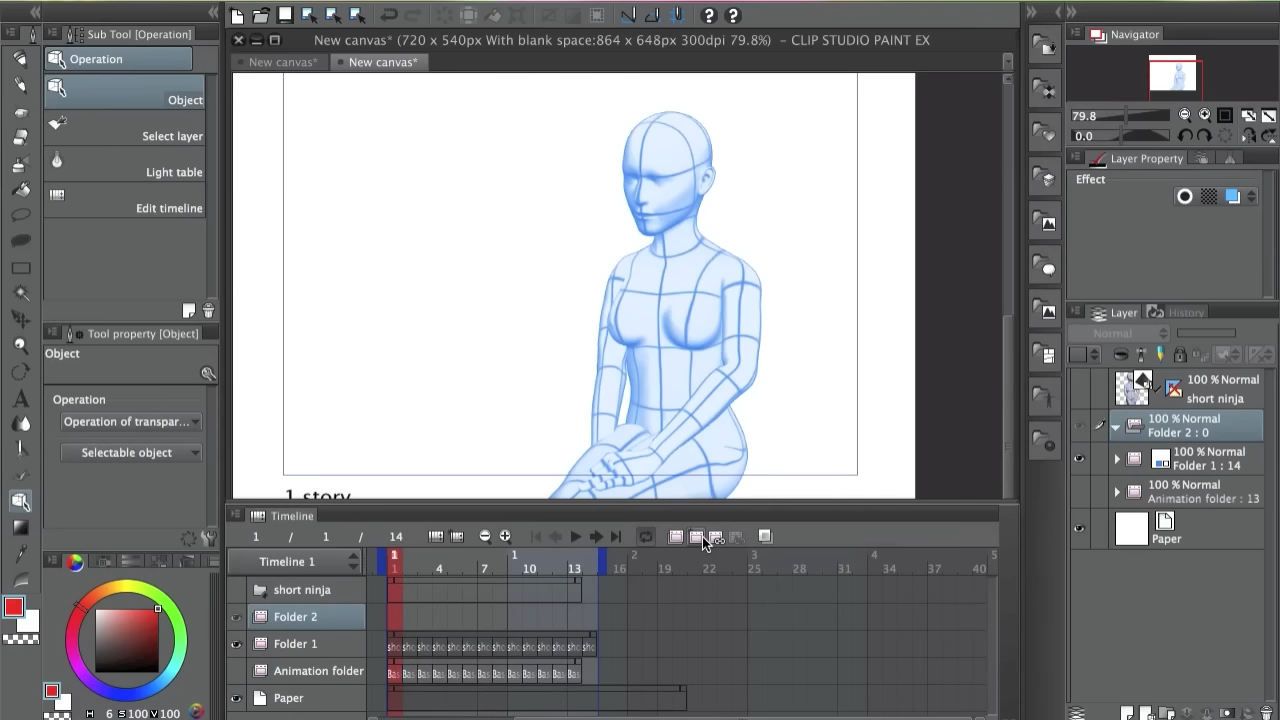 Sub Tool [Operation]
Operation
Object
Select layer
Light table
Edit timeline
Tool property [Object]
Object
Operation
Operation of transpar...
Selectable object
H 6 S 100 V 100
New canvas* (720 x 540px With blank space:864 x 648px 300dpi 79.8%) – CLIP STUDIO PAINT EX
New canvas*
New canvas*
1 story
Timeline
1 / 1 / 14
Timeline 1
1 1 2 3 4 5
1 4 7 10 13 16 19 22 25 28 31 34 37 40
short ninja
Folder 2
Folder 1
Animation folder
Paper
Navigator
79.8
0.0
Layer Property
Effect
Layer
History
Normal
100 % Normal
short ninja
100 % Normal
Folder 2 : 0
100 % Normal
Folder 1 : 14
100 % Normal
Animation folder : 13
Paper